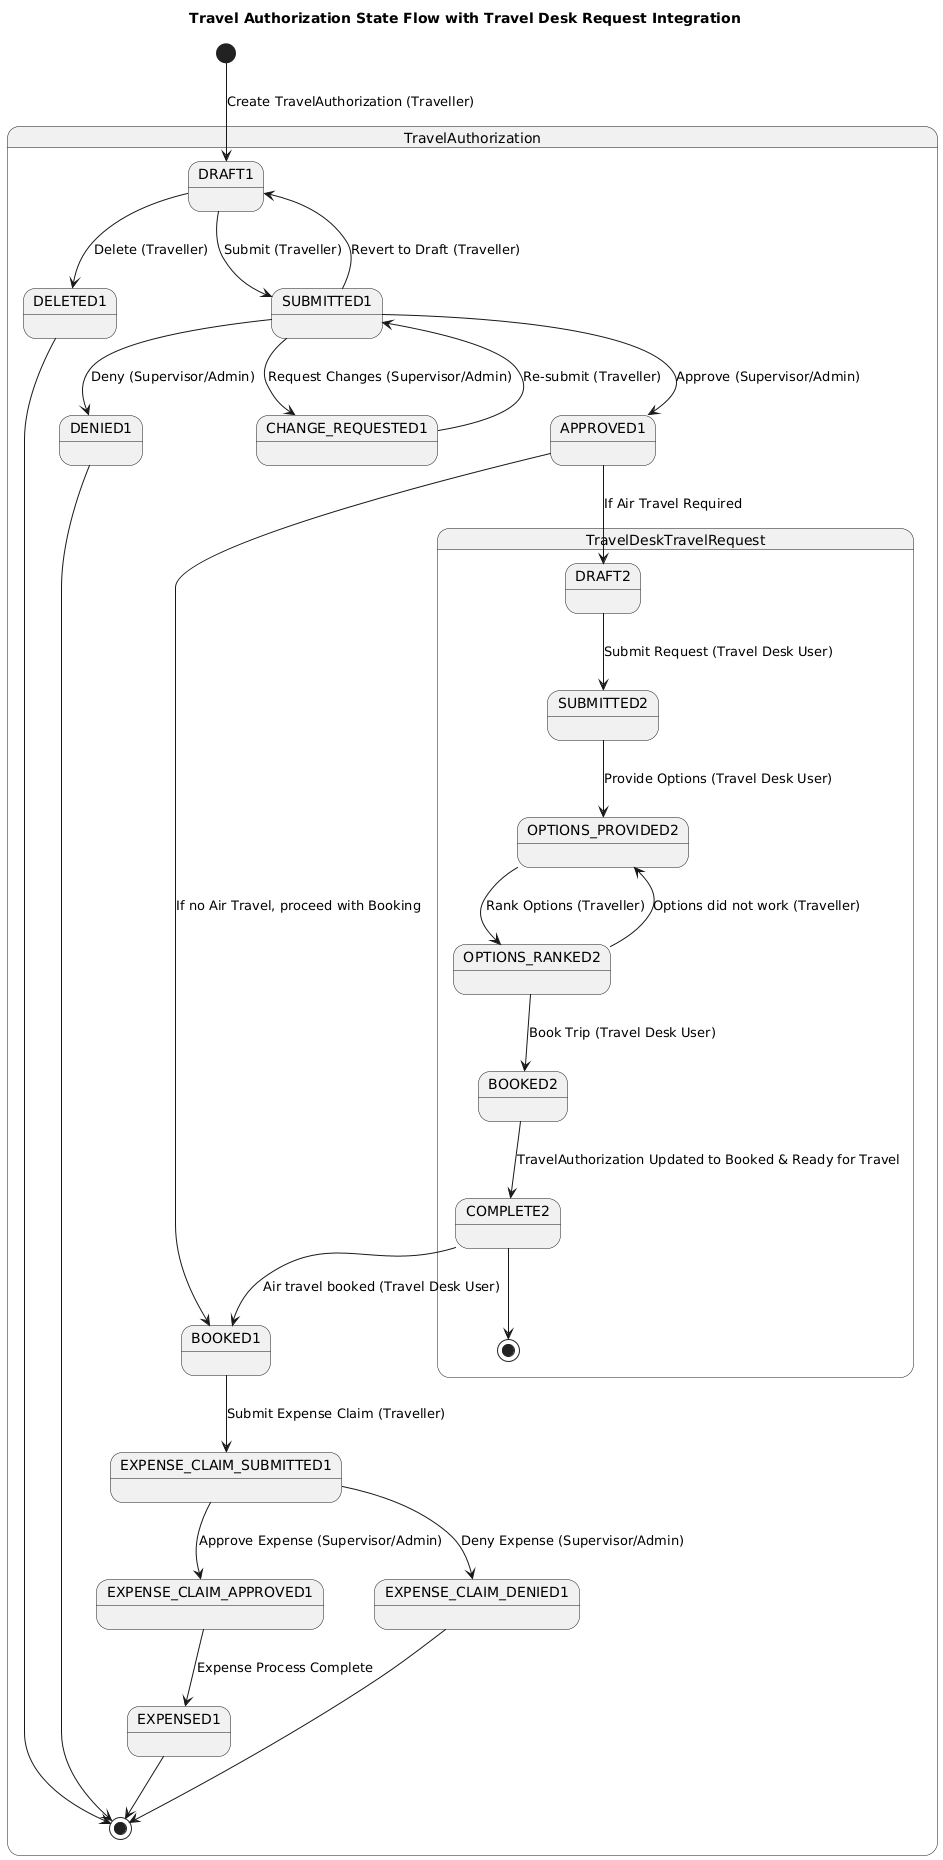 Travel Authorization State Flow with Travel Desk Request Integration
Create TravelAuthorization (Traveller)
TravelAuthorization
DRAFT1
Delete (Traveller)
Submit (Traveller)
Revert to Draft (Traveller)
DELETED1
SUBMITTED1
Deny (Supervisor/Admin)
Request Changes (Supervisor/Admin)
Re-submit (Traveller)
Approve (Supervisor/Admin)
DENIED1
CHANGE_REQUESTED1
APPROVED1
If Air Travel Required
TravelDeskTravelRequest
DRAFT2
Submit Request (Travel Desk User)
SUBMITTED2
Provide Options (Travel Desk User)
OPTIONS_PROVIDED2
If no Air Travel, proceed with Booking
Rank Options (Traveller)
Options did not work (Traveller)
OPTIONS_RANKED2
Book Trip (Travel Desk User)
BOOKED2
TravelAuthorization Updated to Booked & Ready for Travel
COMPLETE2
Air travel booked (Travel Desk User)
BOOKED1
Submit Expense Claim (Traveller)
EXPENSE_CLAIM_SUBMITTED1
Approve Expense (Supervisor/Admin)
Deny Expense (Supervisor/Admin)
EXPENSE_CLAIM_APPROVED1
EXPENSE_CLAIM_DENIED1
Expense Process Complete
EXPENSED1